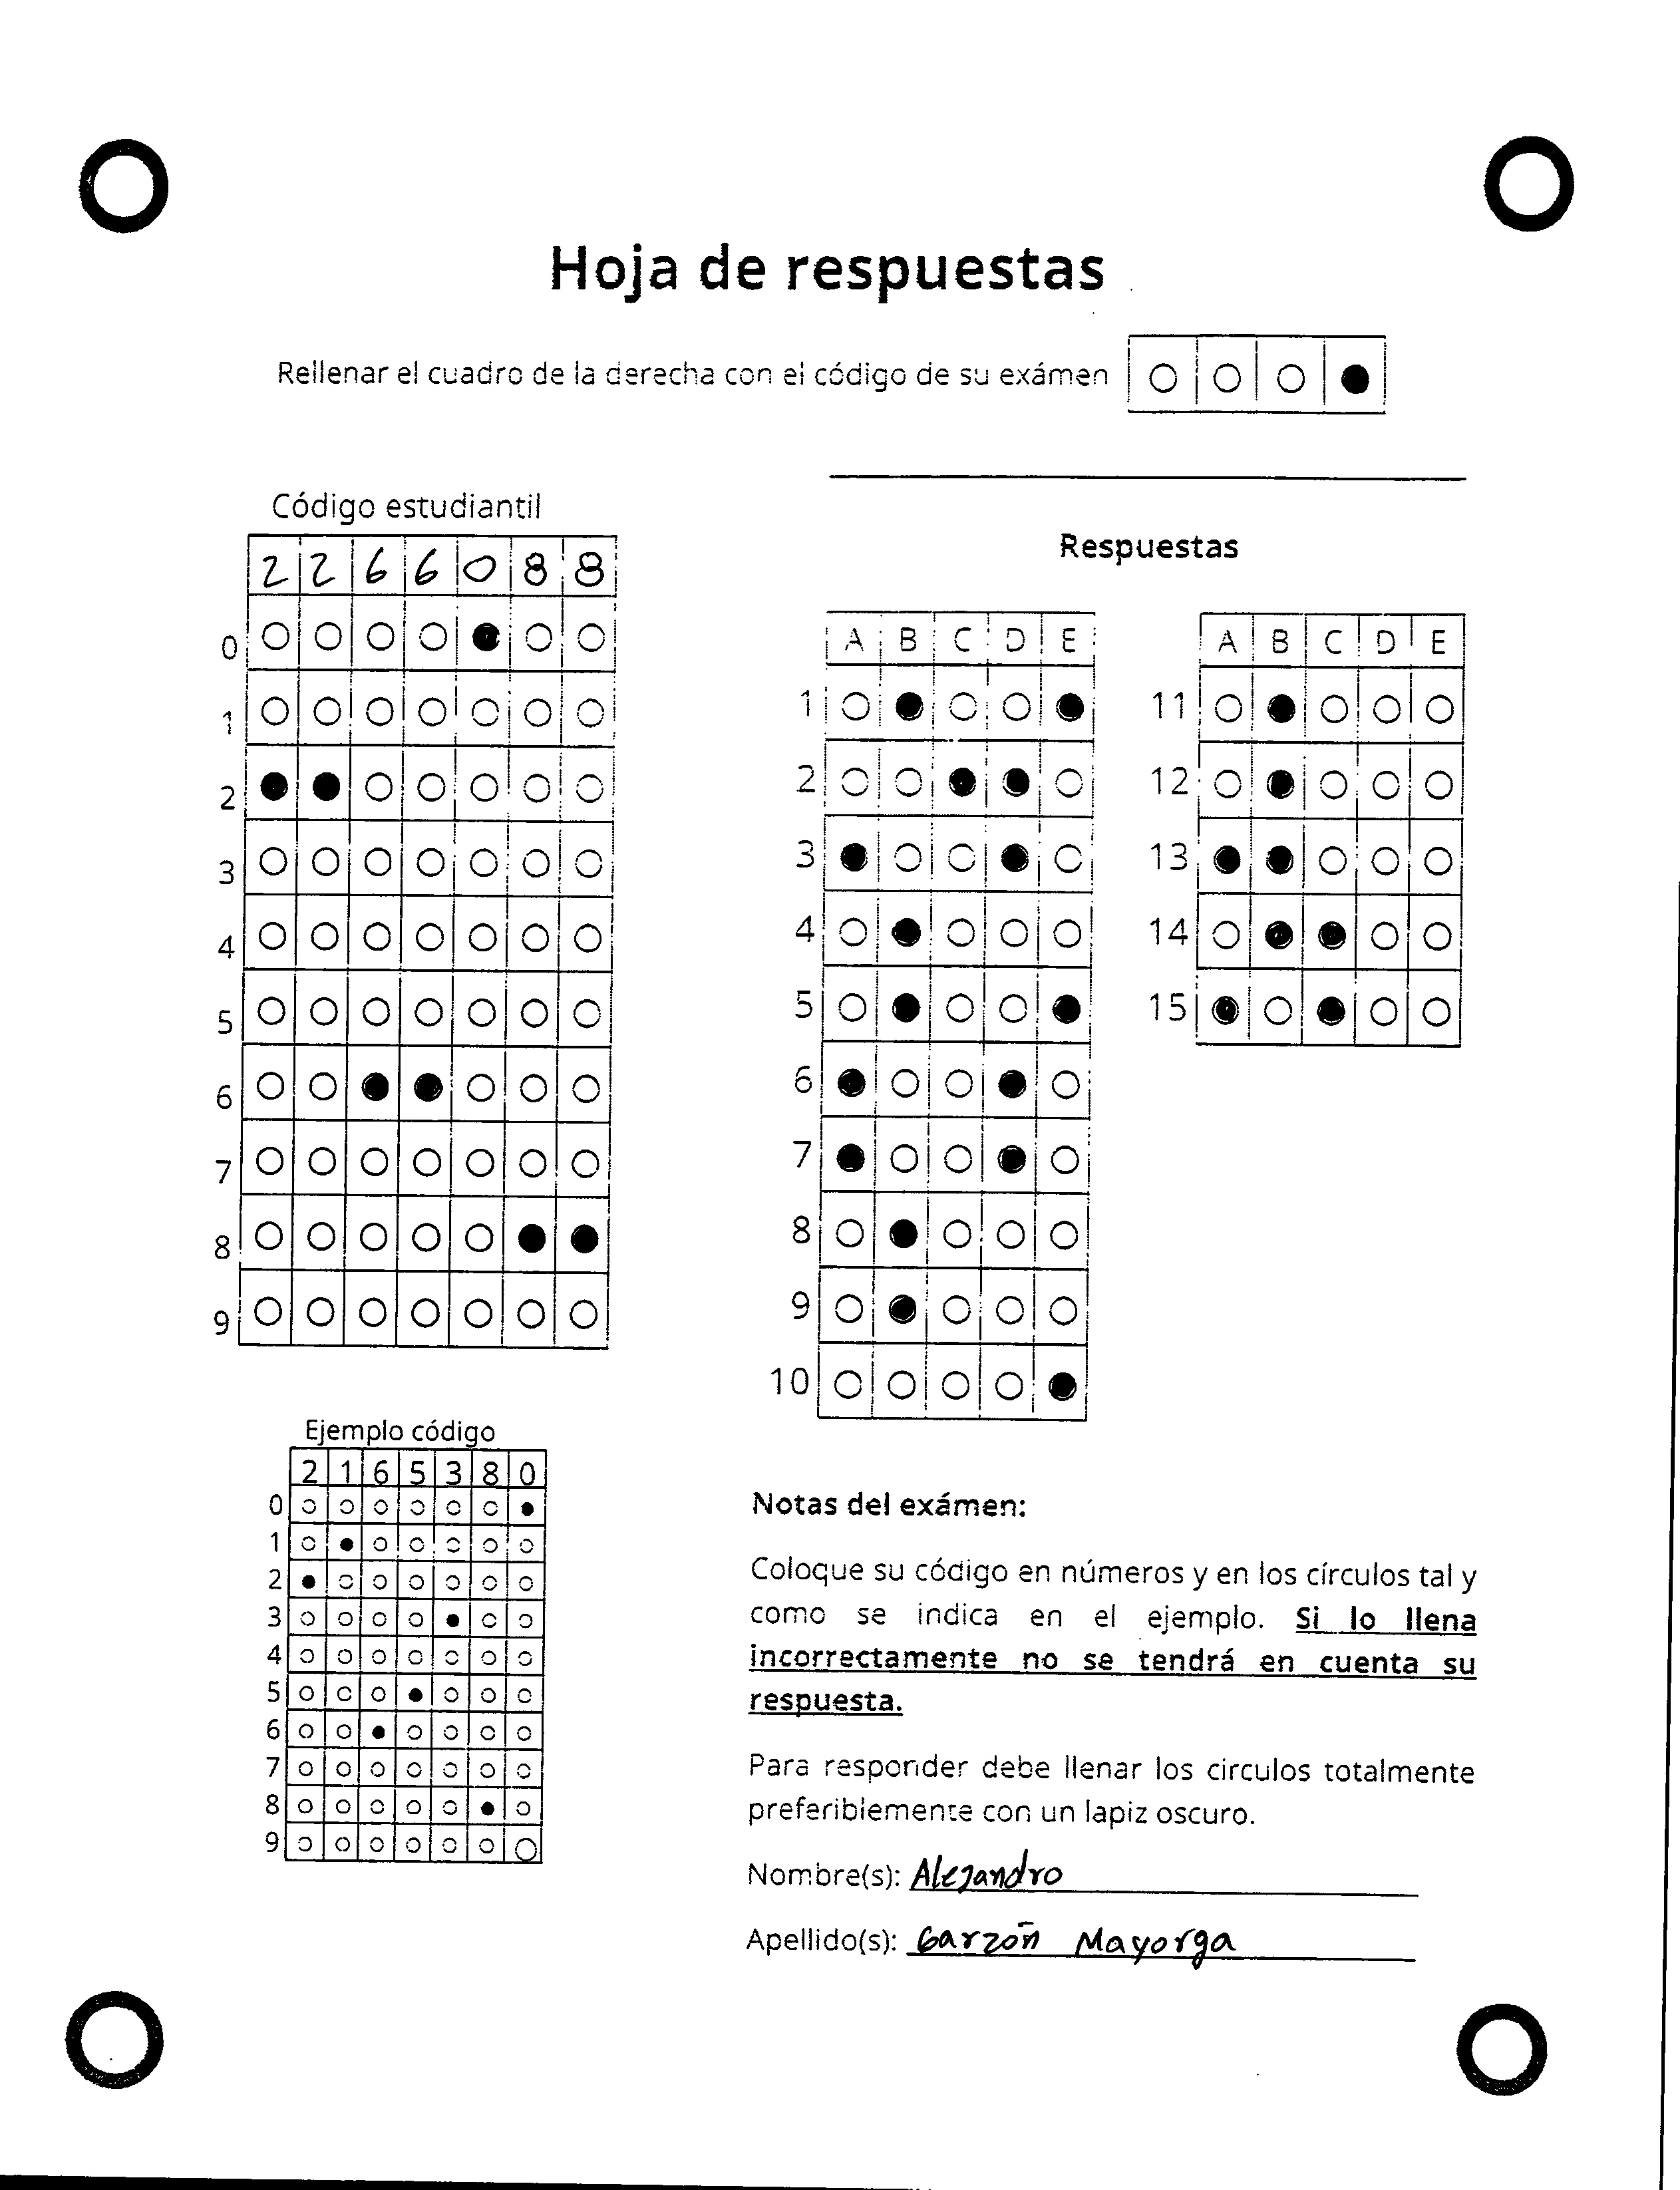 Hoja de respuestas
Rellenar el cuadro de la derecha con el código de su exámen
Código estudiantil
2 2 6 6 0 8 8
0
1
2
3
4
5
6
7
8
9
Respuestas
A B C D E
1
2
3
4
5
6
7
8
9
10
A B C D E
11
12
13
14
15
Ejemplo código
2 1 6 5 3 8 0
0
1
2
3
4
5
6
7
8
9
Notas del exámen:
Coloque su código en números y en los círculos tal y
como se indica en el ejemplo. Si lo llena
incorrectamente no se tendrá en cuenta su
respuesta.
Para responder debe llenar los circulos totalmente
preferiblemente con un lapiz oscuro.
Nombre(s): Alejandro
Apellido(s): Garzón Mayorga